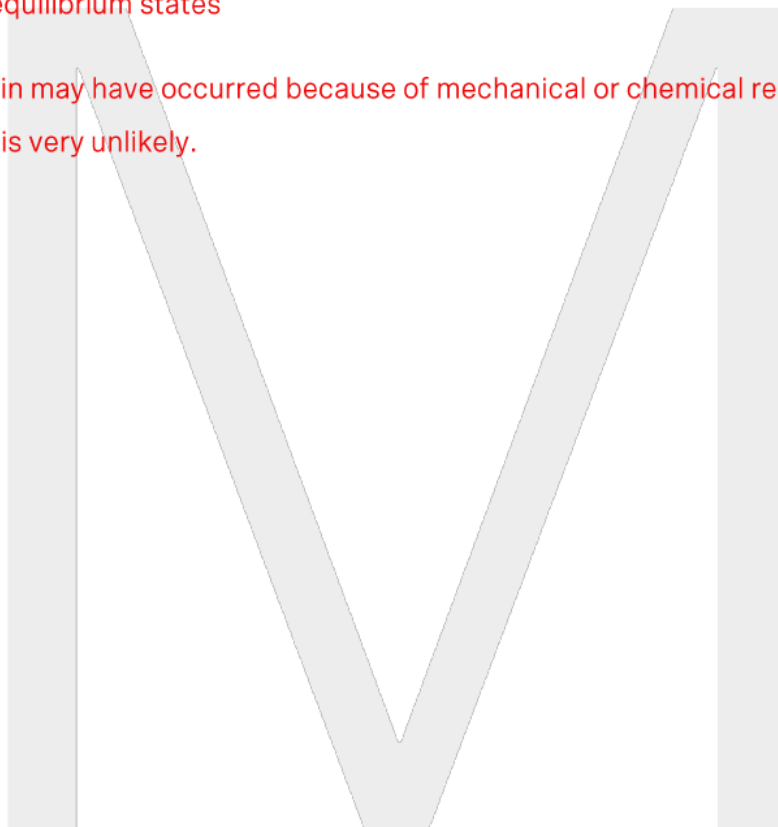 equilibrium states
in may have occurred because of mechanical or chemical re
is very unlikely.
M